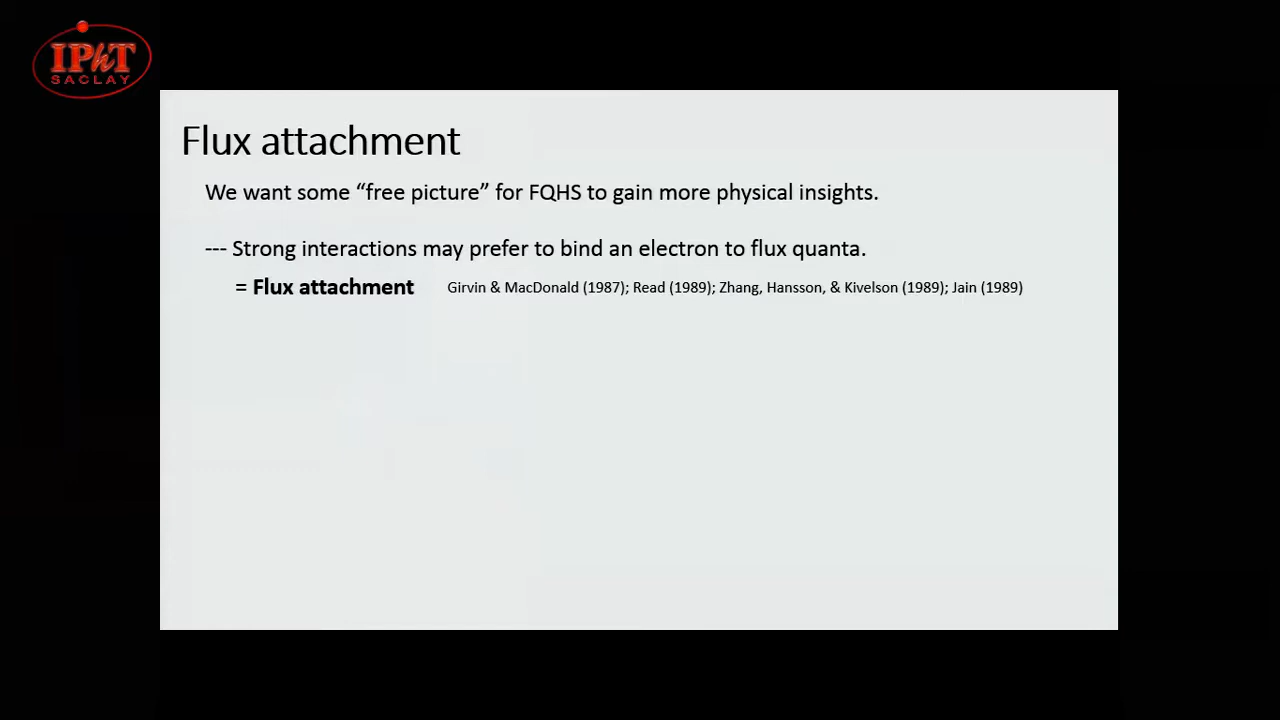 IPhT
SACLAY
Flux attachment
We want some “free picture” for FQHS to gain more physical insights.
--- Strong interactions may prefer to bind an electron to flux quanta.
= Flux attachment Girvin & MacDonald (1987); Read (1989); Zhang, Hansson, & Kivelson (1989); Jain (1989)